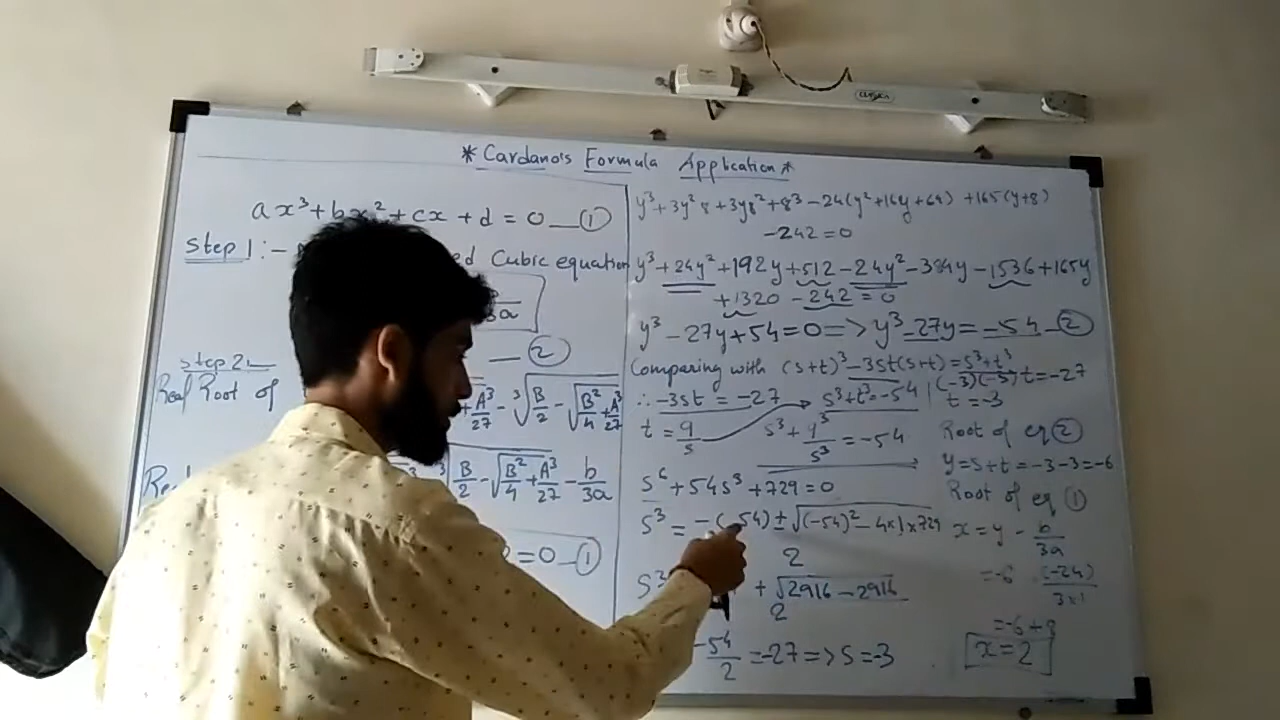 * Cardano's Formula Application *
ax³ + bx² + cx + d = 0 — ①
Step 1 :-
ed Cubic equation
3a
— ②
Step 2 :-
Real Root of
A³/27 - ∛(B/2 - √(B²/4 + A³/27
B/2 - √(B²/4 + A³/27 - b/3a
= 0 — ①
y³ + 3y²8 + 3y8² + 8³ - 24(y² + 16y + 64) + 165(y + 8)
- 242 = 0
y³ + 24y² + 192y + 512 - 24y² - 384y - 1536 + 165y
+ 1320 - 242 = 0
y³ - 27y + 54 = 0 => y³ - 27y = -54 — ②
Comparing with (s+t)³ - 3st(s+t) = s³ + t³
∴ -3st = -27 s³ + t³ = -54
t = 9/s s³ + 9³/s³ = -54
s⁶ + 54s³ + 729 = 0
s³ = -(-54) ± √((-54)² - 4×1×729
2
+ √(2916 - 2916
2
-54/2 = -27 => s = -3
(-3)(-3)t = -27
t = -3
Root of eq ②
y = s + t = -3 - 3 = -6
Root of eq ①
x = y - b/3a
= -6 (-24)/3×1
= -6 + 8
x = 2